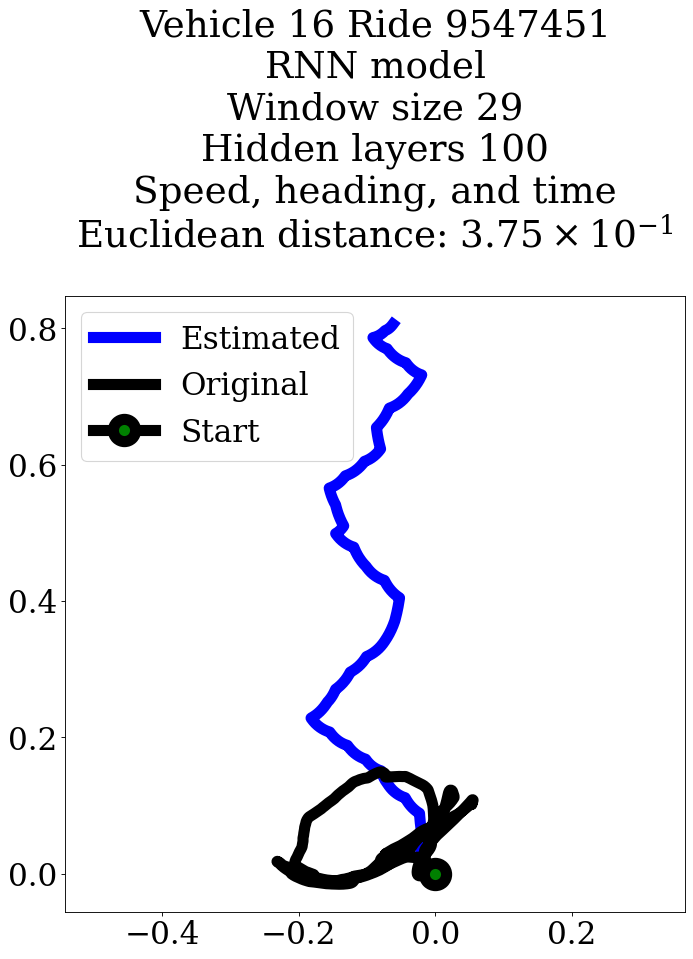 Vehicle 16 Ride 9547451
RNN model
Window size 29
Hidden layers 100
Speed, heading, and time
Euclidean distance: 3.75 × 10⁻¹
Estimated
Original
Start
0.8
0.6
0.4
0.2
0.0
−0.4 −0.2 0.0 0.2